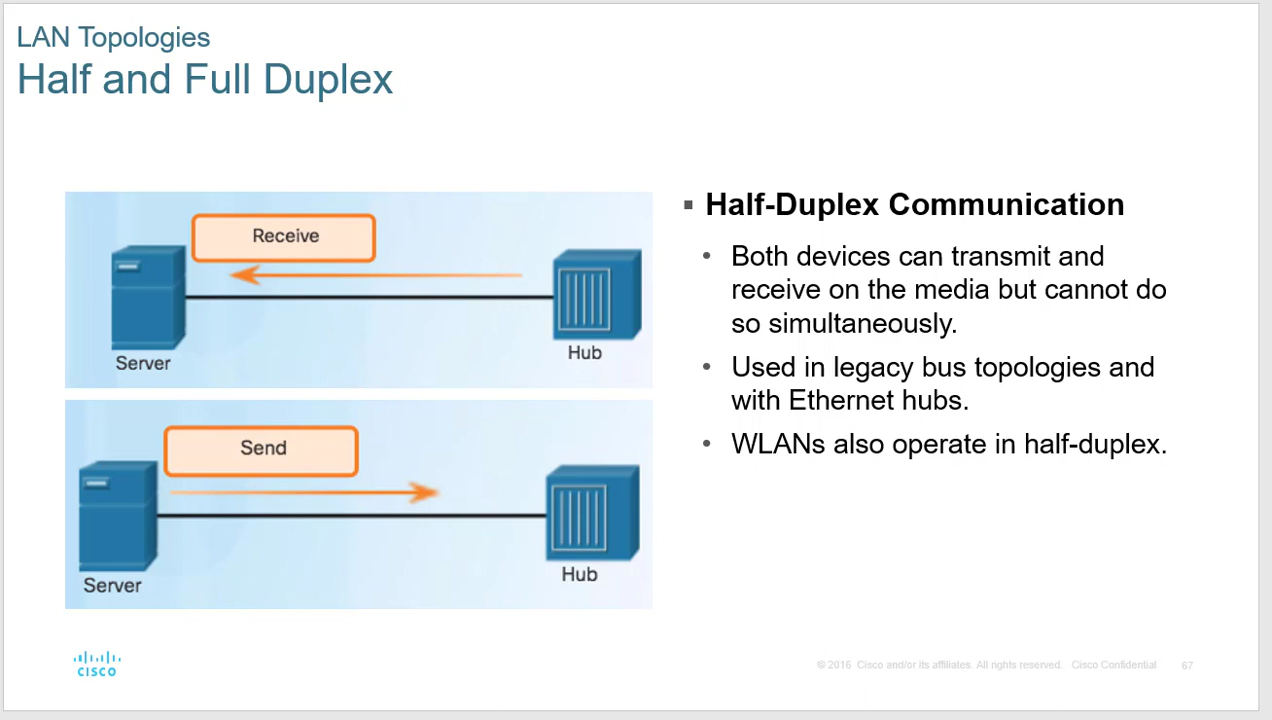 LAN Topologies
Half and Full Duplex
Receive
Server
Hub
Send
Server
Hub
▪ Half-Duplex Communication
• Both devices can transmit and
receive on the media but cannot do
so simultaneously.
• Used in legacy bus topologies and
with Ethernet hubs.
• WLANs also operate in half-duplex.
CISCO
© 2016 Cisco and/or its affiliates. All rights reserved. Cisco Confidential 67